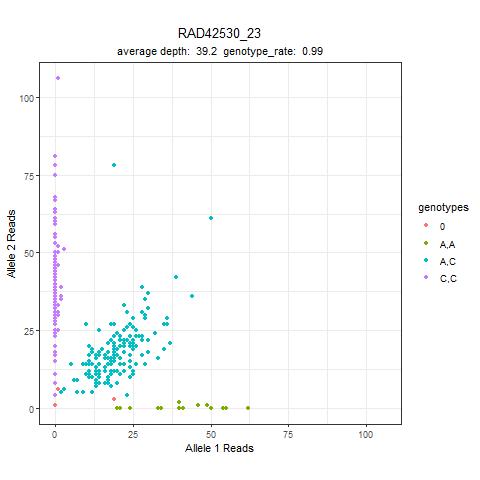 RAD42530_23
average depth:  39.2  genotype_rate:  0.99
Allele 2 Reads
100
75
50
25
0
0 25 50 75 100
Allele 1 Reads
genotypes
0
A,A
A,C
C,C